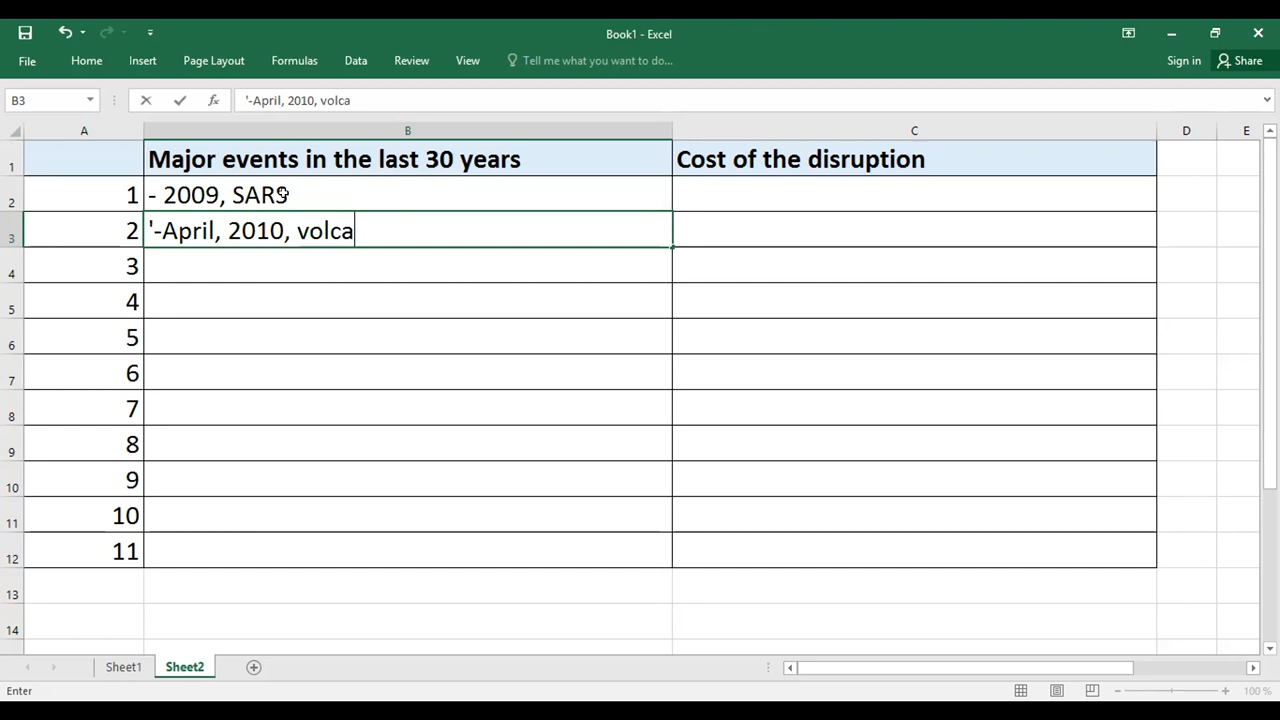 Book1 - Excel
File Home Insert Page Layout Formulas Data Review View Tell me what you want to do... Sign in Share
B3 fx '-April, 2010, volca
A B C D E
1 Major events in the last 30 years Cost of the disruption
2 1 - 2009, SARS
3 2 '-April, 2010, volca
4 3
5 4
6 5
7 6
8 7
9 8
10 9
11 10
12 11
13
14
Sheet1 Sheet2
Enter 100 %